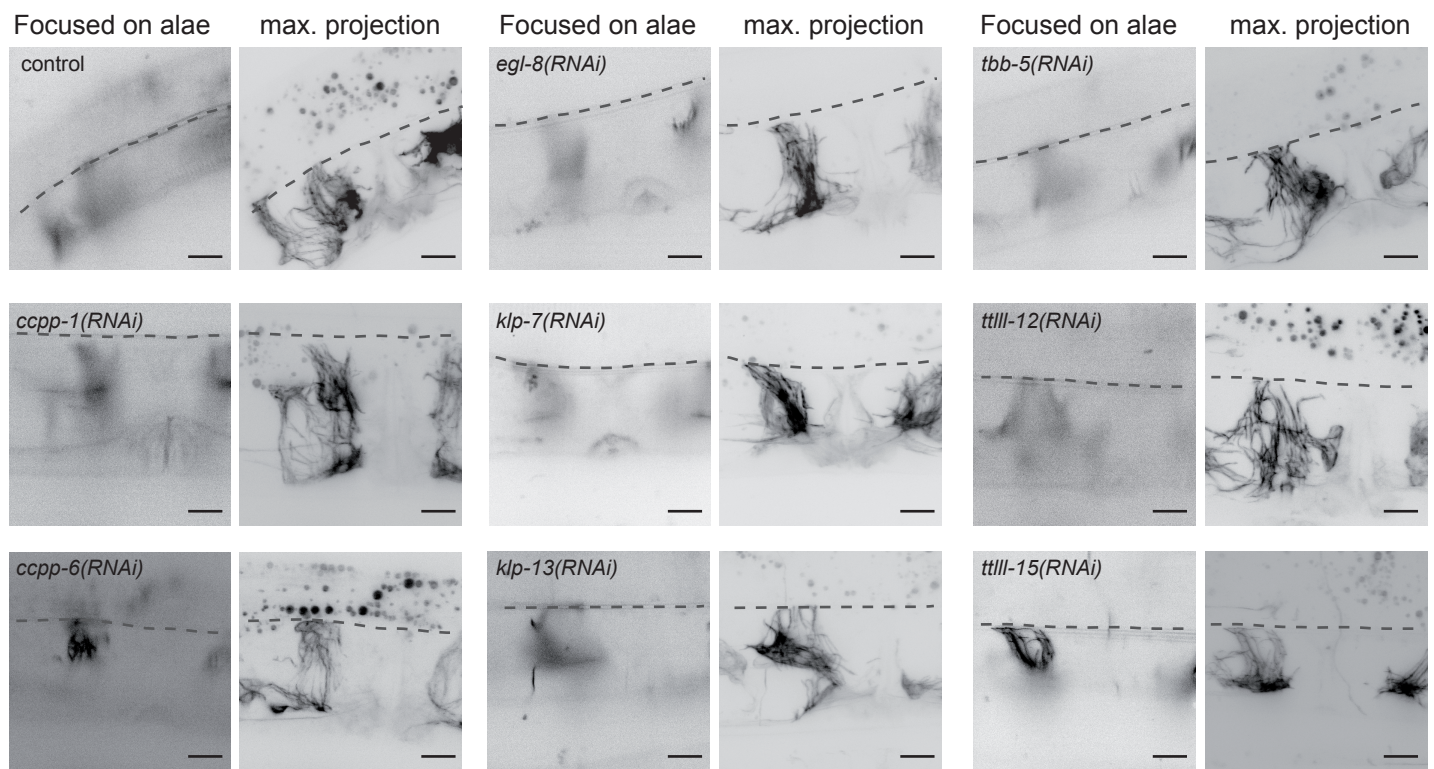 Focused on alae max. projection Focused on alae max. projection Focused on alae max. projection
control egl-8(RNAi) tbb-5(RNAi)
ccpp-1(RNAi) klp-7(RNAi) ttlll-12(RNAi)
ccpp-6(RNAi) klp-13(RNAi) ttlll-15(RNAi)